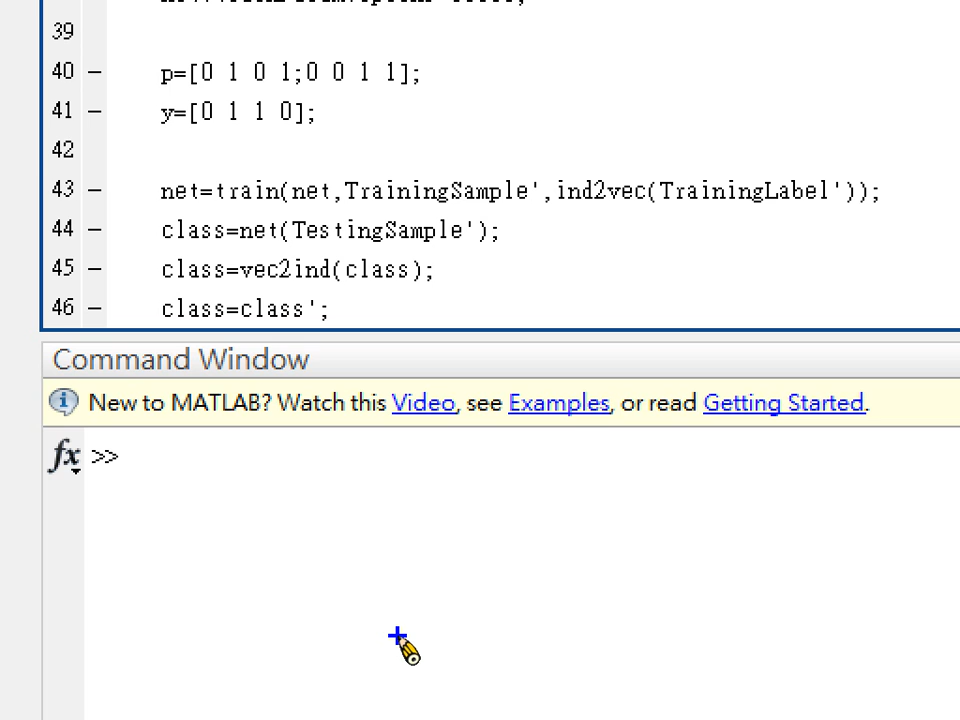 39
40 – p=[0 1 0 1;0 0 1 1];
41 – y=[0 1 1 0];
42
43 – net=train(net,TrainingSample',ind2vec(TrainingLabel'));
44 – class=net(TestingSample');
45 – class=vec2ind(class);
46 – class=class';
Command Window
New to MATLAB? Watch this Video, see Examples, or read Getting Started.
fx >>